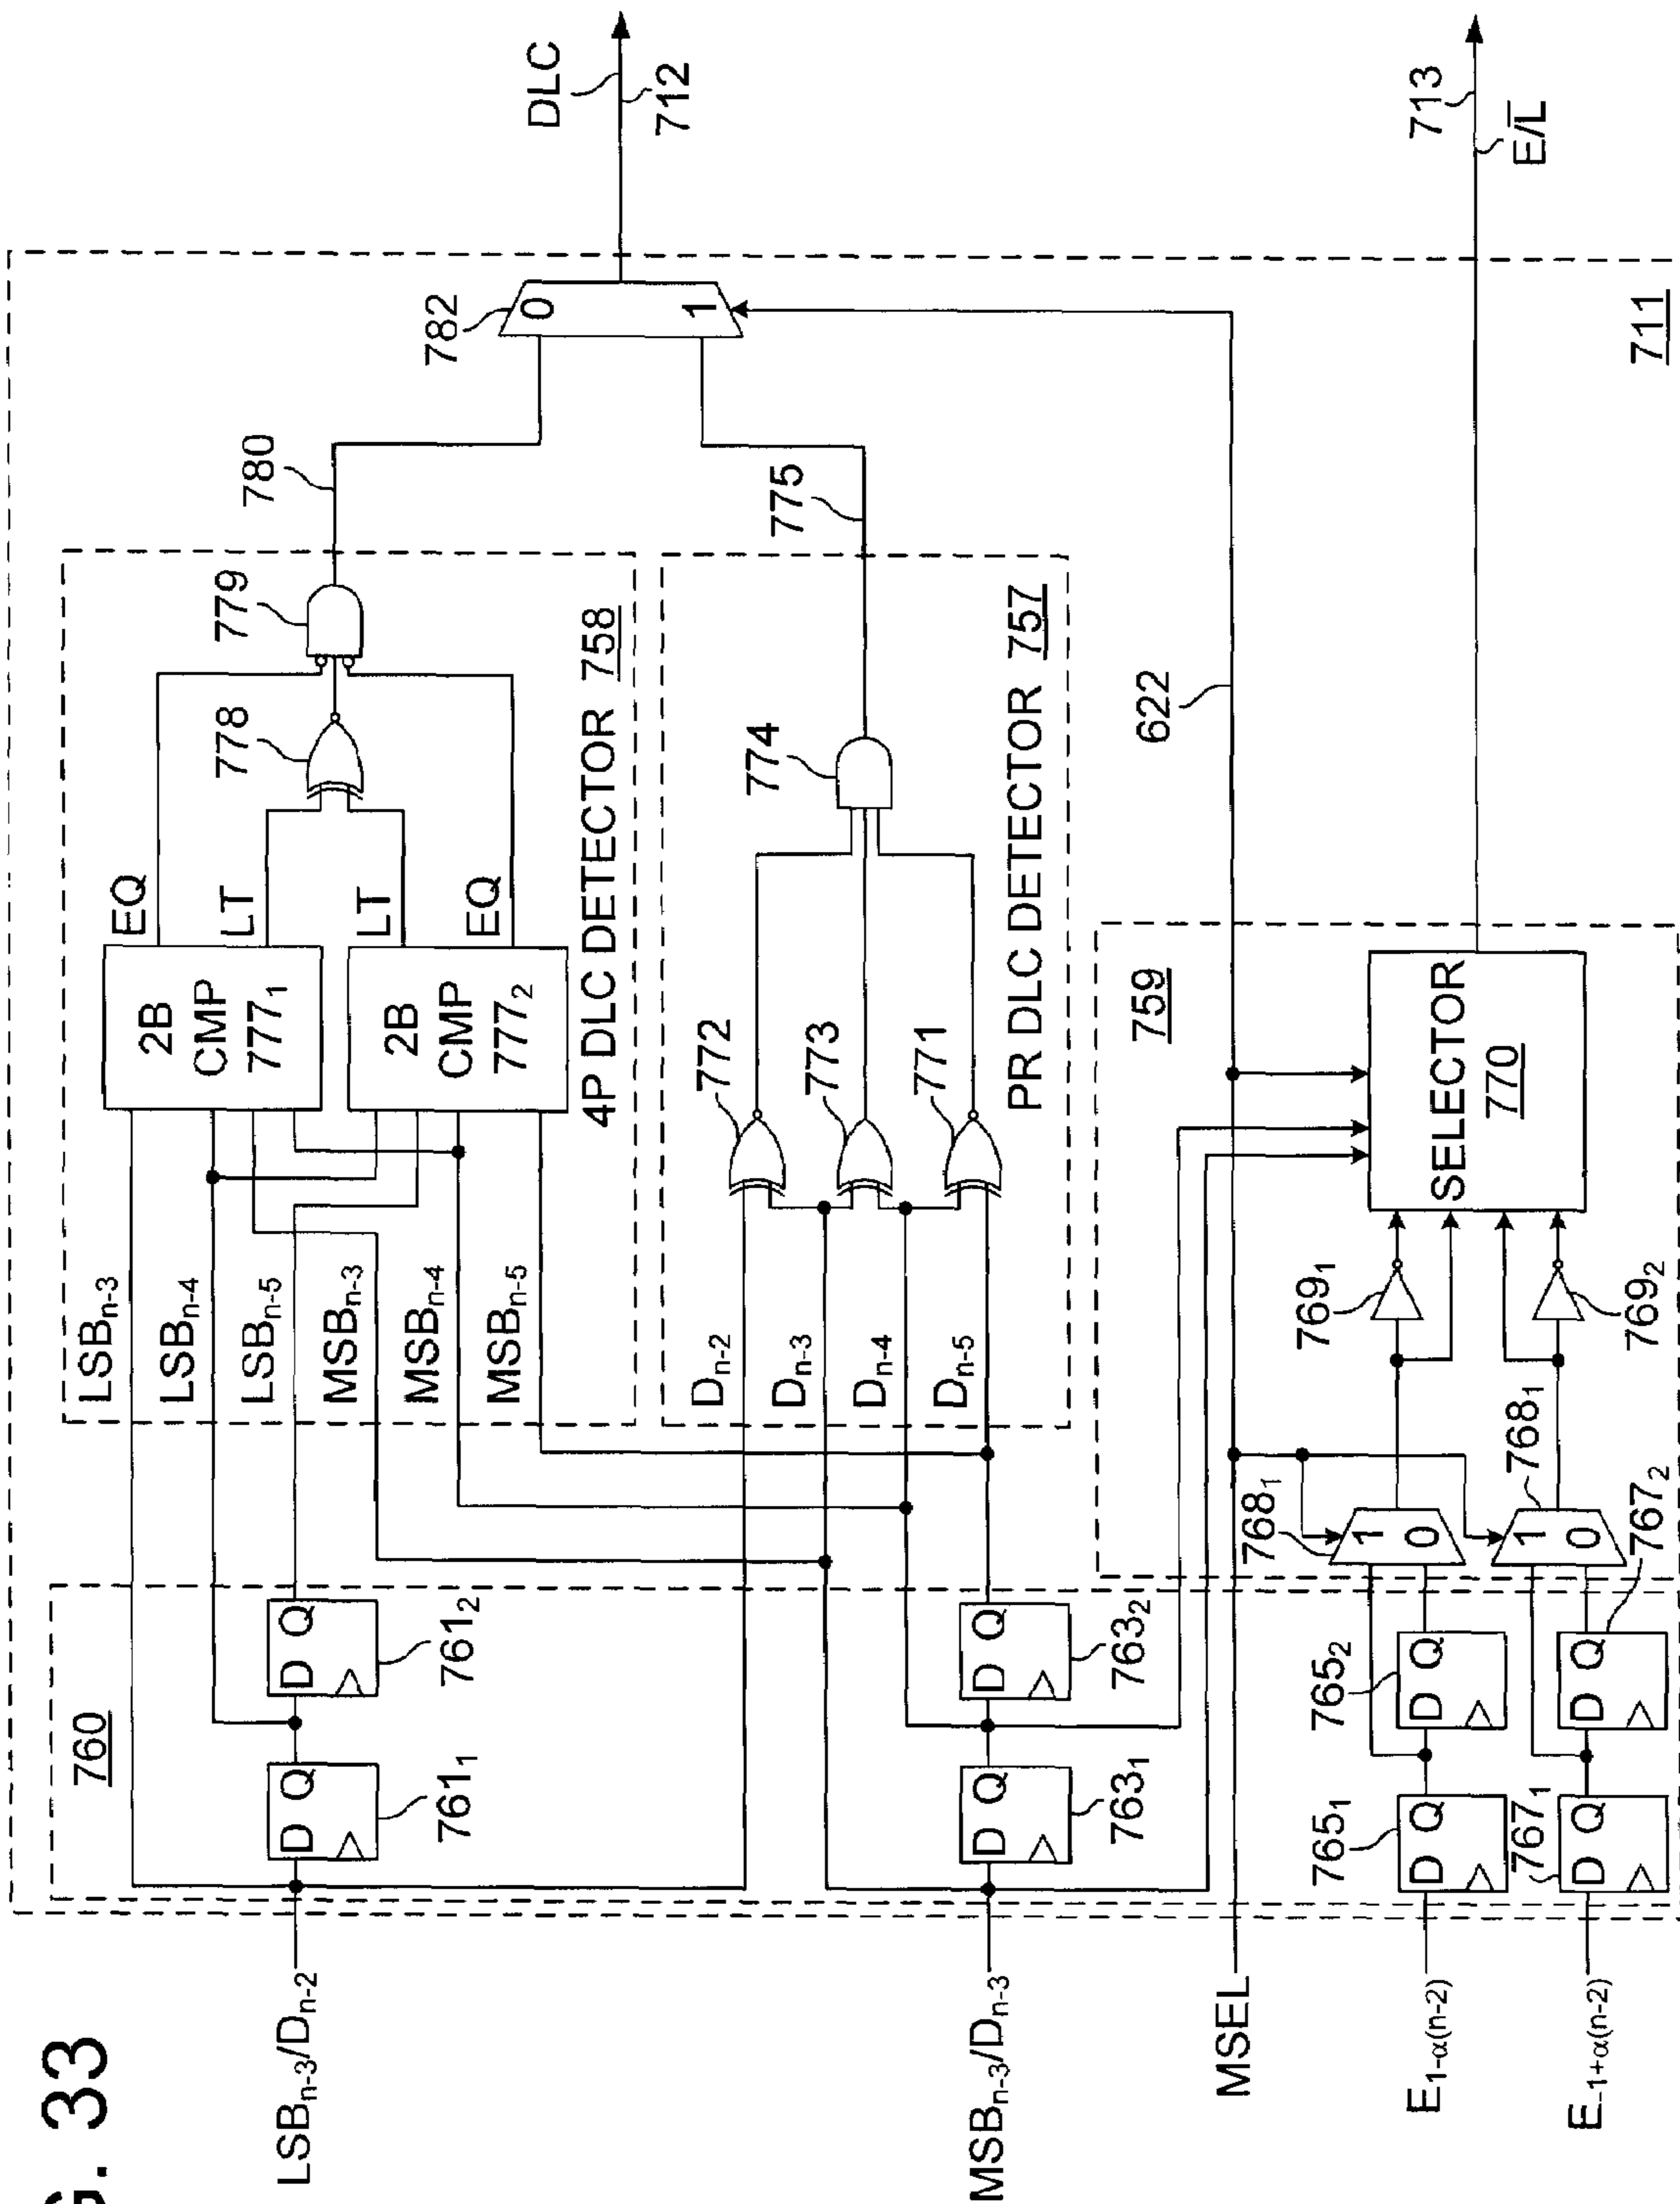 G. 33
LSBn-3/Dn-2
MSBn-3/Dn-3
MSEL
E1-α(n-2)
E-1+α(n-2)
760
D Q
761₁
D Q
761₂
D Q
763₁
D Q
763₂
D Q
765₁
D Q
765₂
D Q
767₁
D Q
767₂
LSBn-3
LSBn-4
LSBn-5
MSBn-3
MSBn-4
MSBn-5
2B
CMP
777₁
EQ
LT
2B
CMP
777₂
LT
EQ
778
779
4P DLC DETECTOR 758
780
Dn-2
Dn-3
Dn-4
Dn-5
772
773
771
774
PR DLC DETECTOR 757
775
782
0
1
DLC
712
622
759
768₁
1
0
768₁
1
0
769₁
769₂
SELECTOR
770
713
E/L̅
711